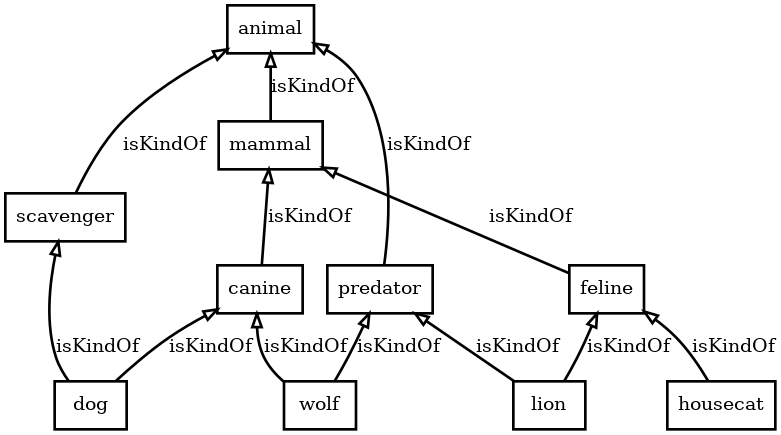 animal
isKindOf
mammal
isKindOf
isKindOf
scavenger
isKindOf
isKindOf
canine
predator
feline
isKindOf
isKindOf
isKindOf
isKindOf
isKindOf
isKindOf
isKindOf
dog
wolf
lion
housecat